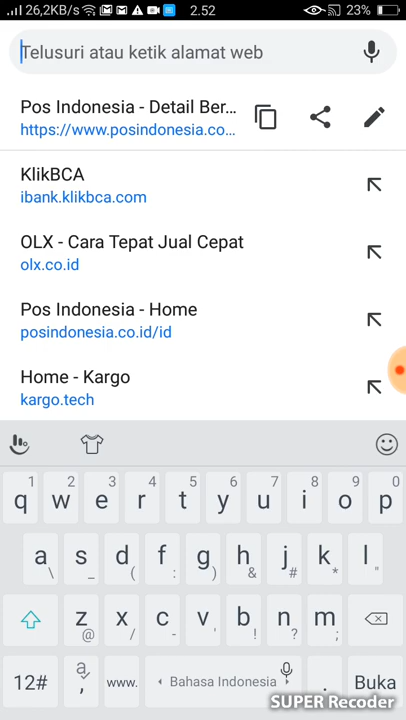 26,2KB/s 2.52 23%
Telusuri atau ketik alamat web
Pos Indonesia - Detail Ber...
https://www.posindonesia.co...
KlikBCA
ibank.klikbca.com
OLX - Cara Tepat Jual Cepat
olx.co.id
Pos Indonesia - Home
posindonesia.co.id/id
Home - Kargo
kargo.tech
1 2 3 4 5 6 7 8 9 0
q w e r t y u i o p
a s d f g h j k l
\ _ ( : ) & # * "
z x c v b n m
@ / - ' ! ? ;
12# a , www. Bahasa Indonesia . Buka
SUPER Recoder